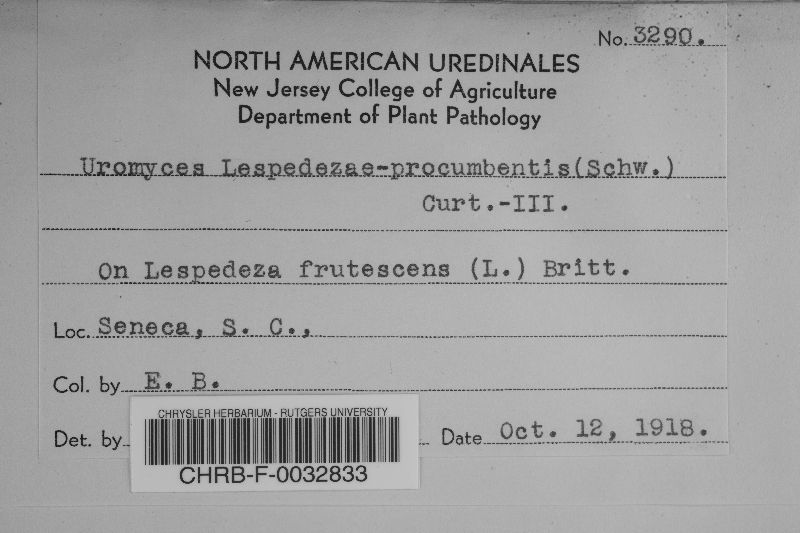 No. 3290.
NORTH AMERICAN UREDINALES
New Jersey College of Agriculture
Department of Plant Pathology
Uromyces Lespedezae-procumbentis(Schw.)
Curt.-III.
On Lespedeza frutescens (L.) Britt.
Loc. Seneca, S. C.,
Col. by E. B.
Det. by
Date Oct. 12, 1918.
CHRYSLER HERBARIUM - RUTGERS UNIVERSITY
CHRB-F-0032833